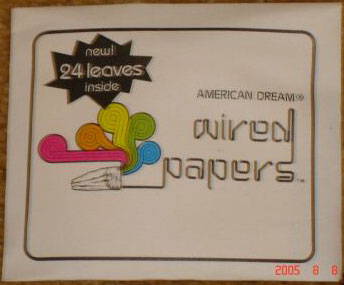 new!
24 leaves
inside
AMERICAN DREAM®
wired
papers™
2005 8 8